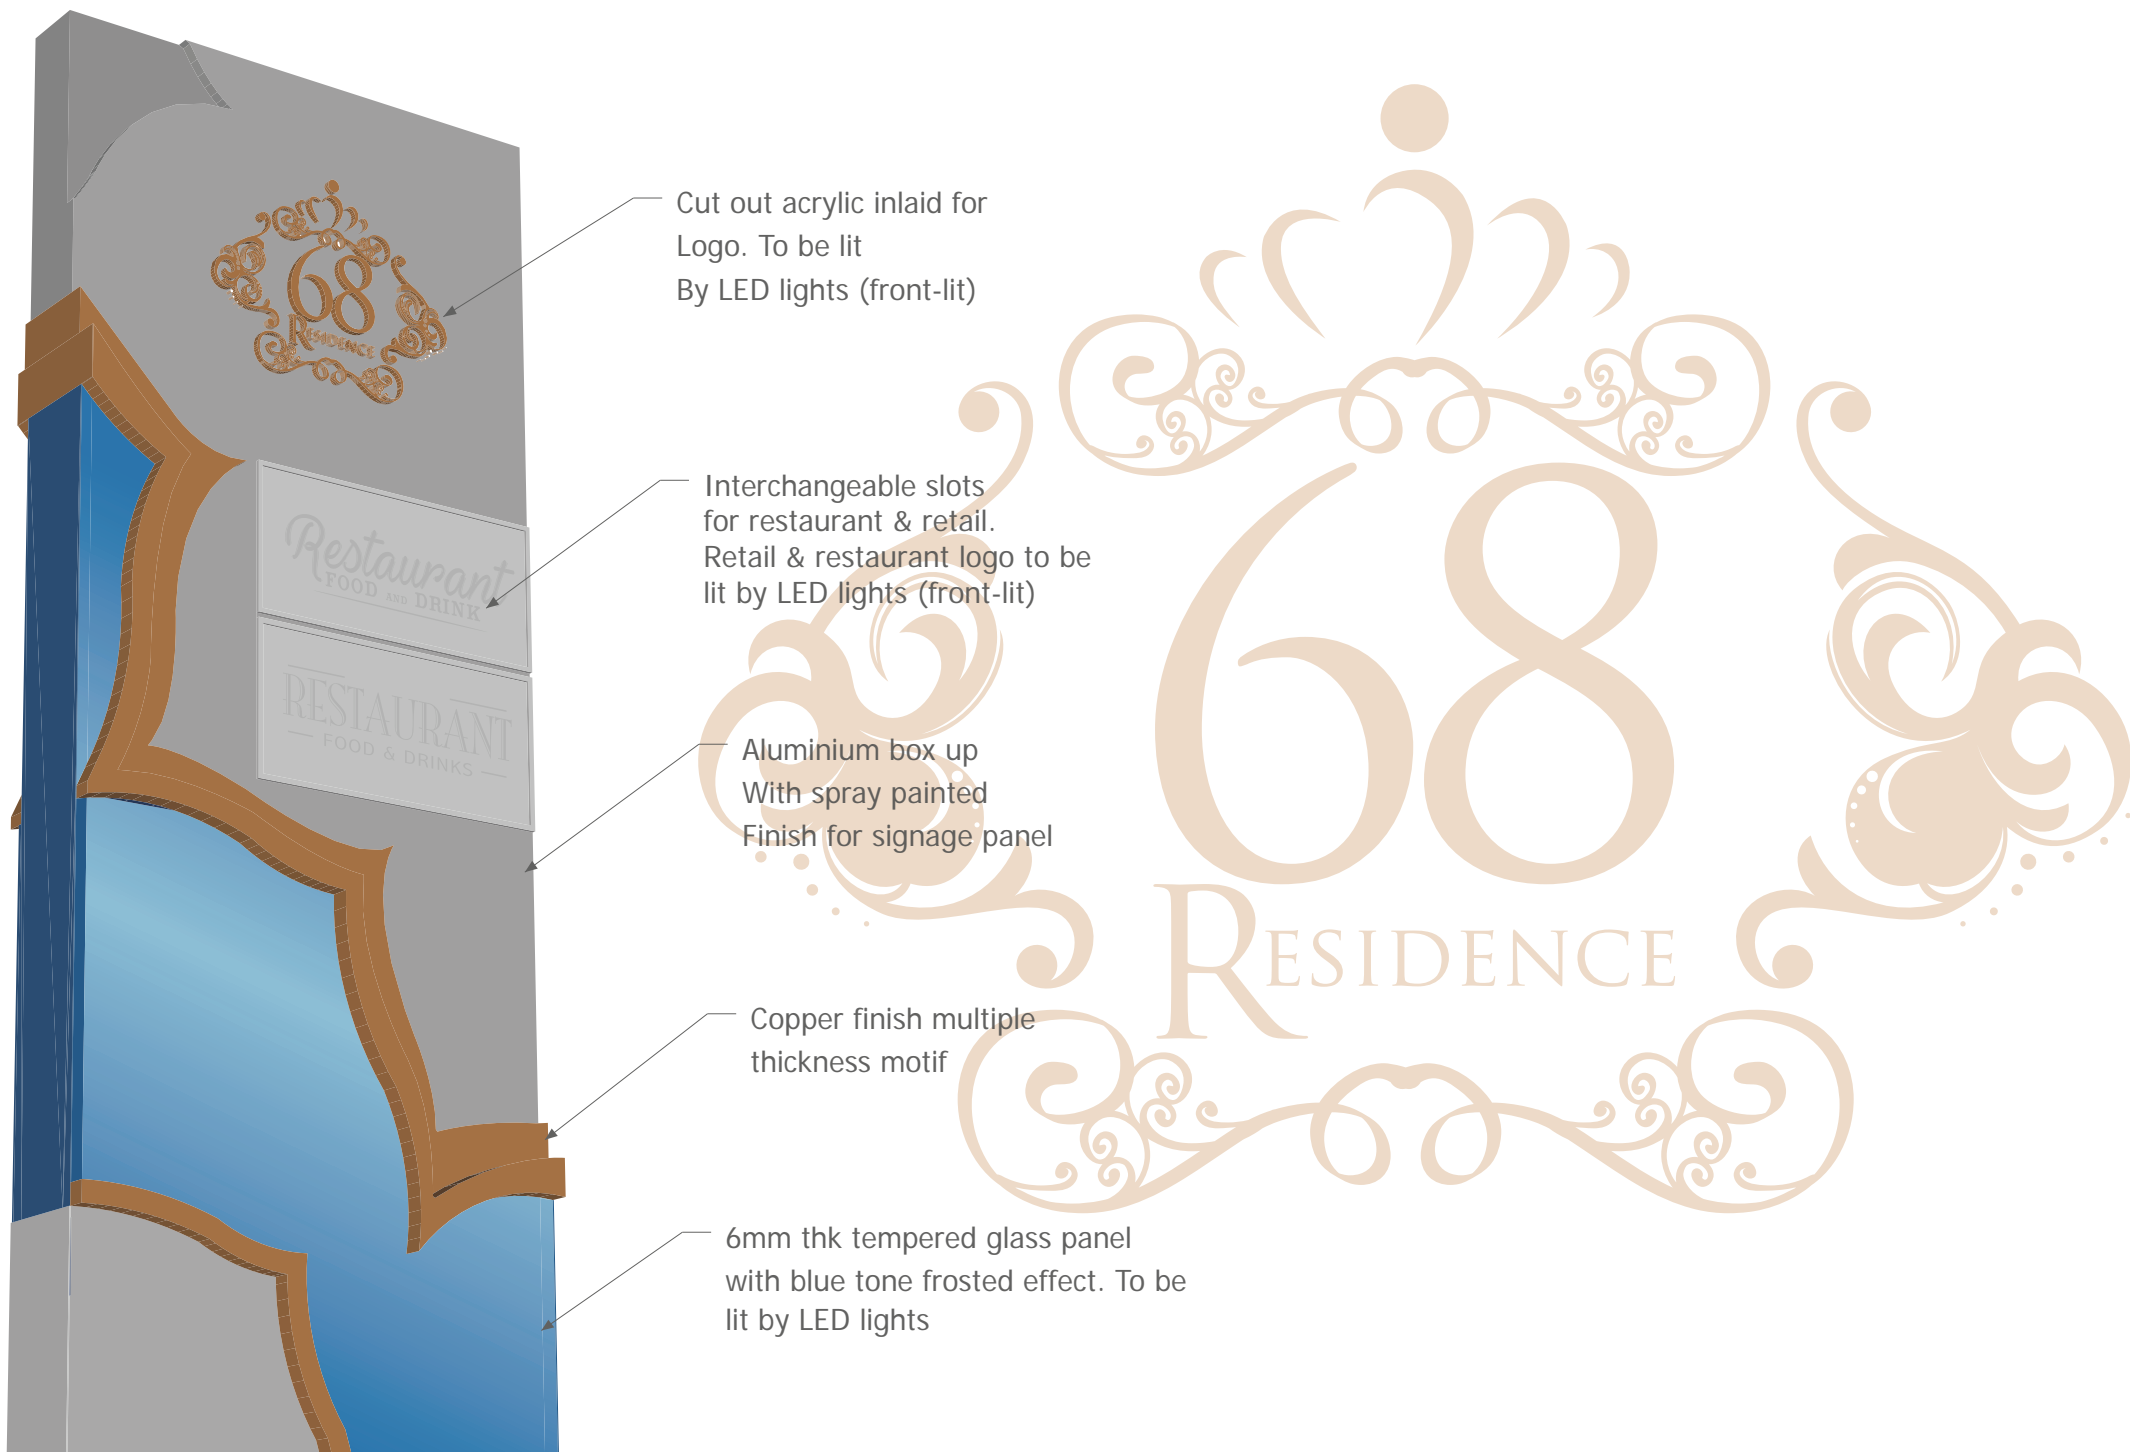 68
RESIDENCE
Cut out acrylic inlaid for
Logo. To be lit
By LED lights (front-lit)
Restaurant
FOOD AND DRINK
Interchangeable slots
for restaurant & retail.
Retail & restaurant logo to be
lit by LED lights (front-lit)
RESTAURANT
FOOD & DRINKS
Aluminium box up
With spray painted
Finish for signage panel
68
RESIDENCE
Copper finish multiple
thickness motif
6mm thk tempered glass panel
with blue tone frosted effect. To be
lit by LED lights